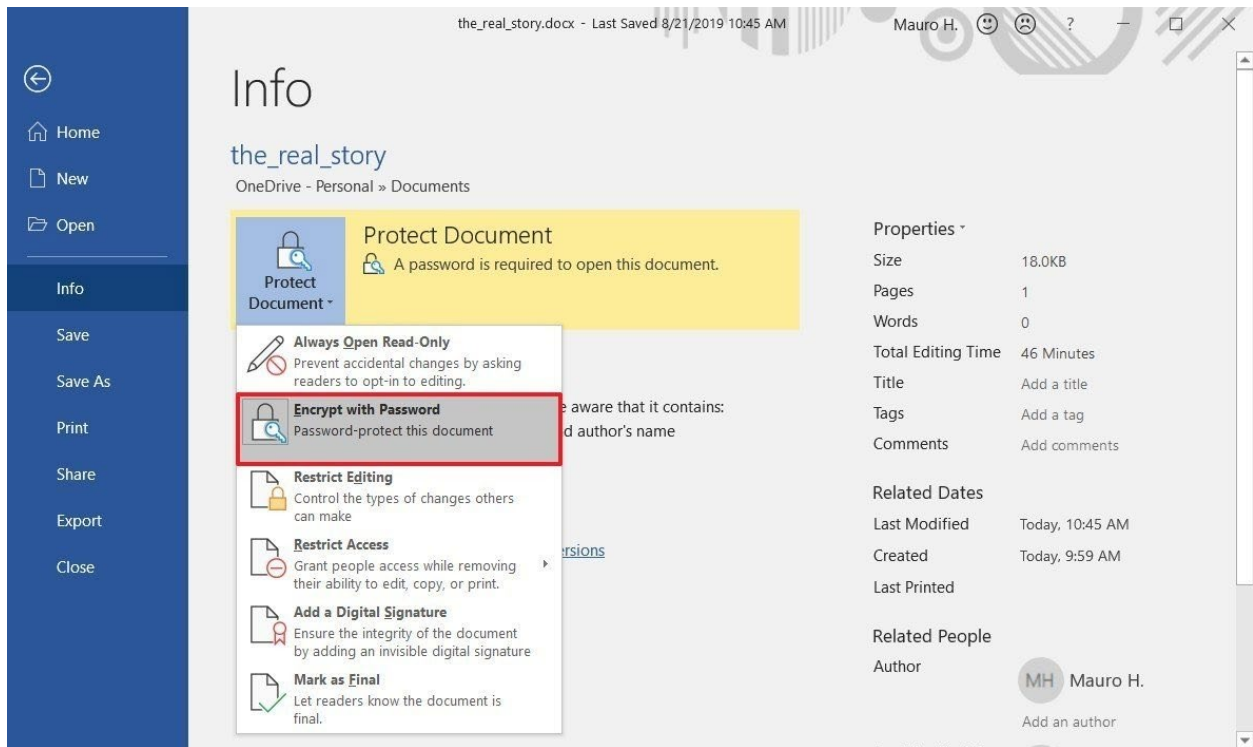 the_real_story.docx - Last Saved 8/21/2019 10:45 AM
Mauro H.
?
Info
Home
New
Open
Info
Save
Save As
Print
Share
Export
Close
the_real_story
OneDrive - Personal » Documents
Protect
Document
Protect Document
A password is required to open this document.
Always Open Read-Only
Prevent accidental changes by asking
readers to opt-in to editing.
Encrypt with Password
Password-protect this document
Restrict Editing
Control the types of changes others
can make
Restrict Access
Grant people access while removing
their ability to edit, copy, or print.
Add a Digital Signature
Ensure the integrity of the document
by adding an invisible digital signature
Mark as Final
Let readers know the document is
final.
aware that it contains:
author's name
Properties
Size 18.0KB
Pages 1
Words 0
Total Editing Time 46 Minutes
Title Add a title
Tags Add a tag
Comments Add comments
Related Dates
Last Modified Today, 10:45 AM
Created Today, 9:59 AM
Last Printed
Related People
Author
MH Mauro H.
Add an author